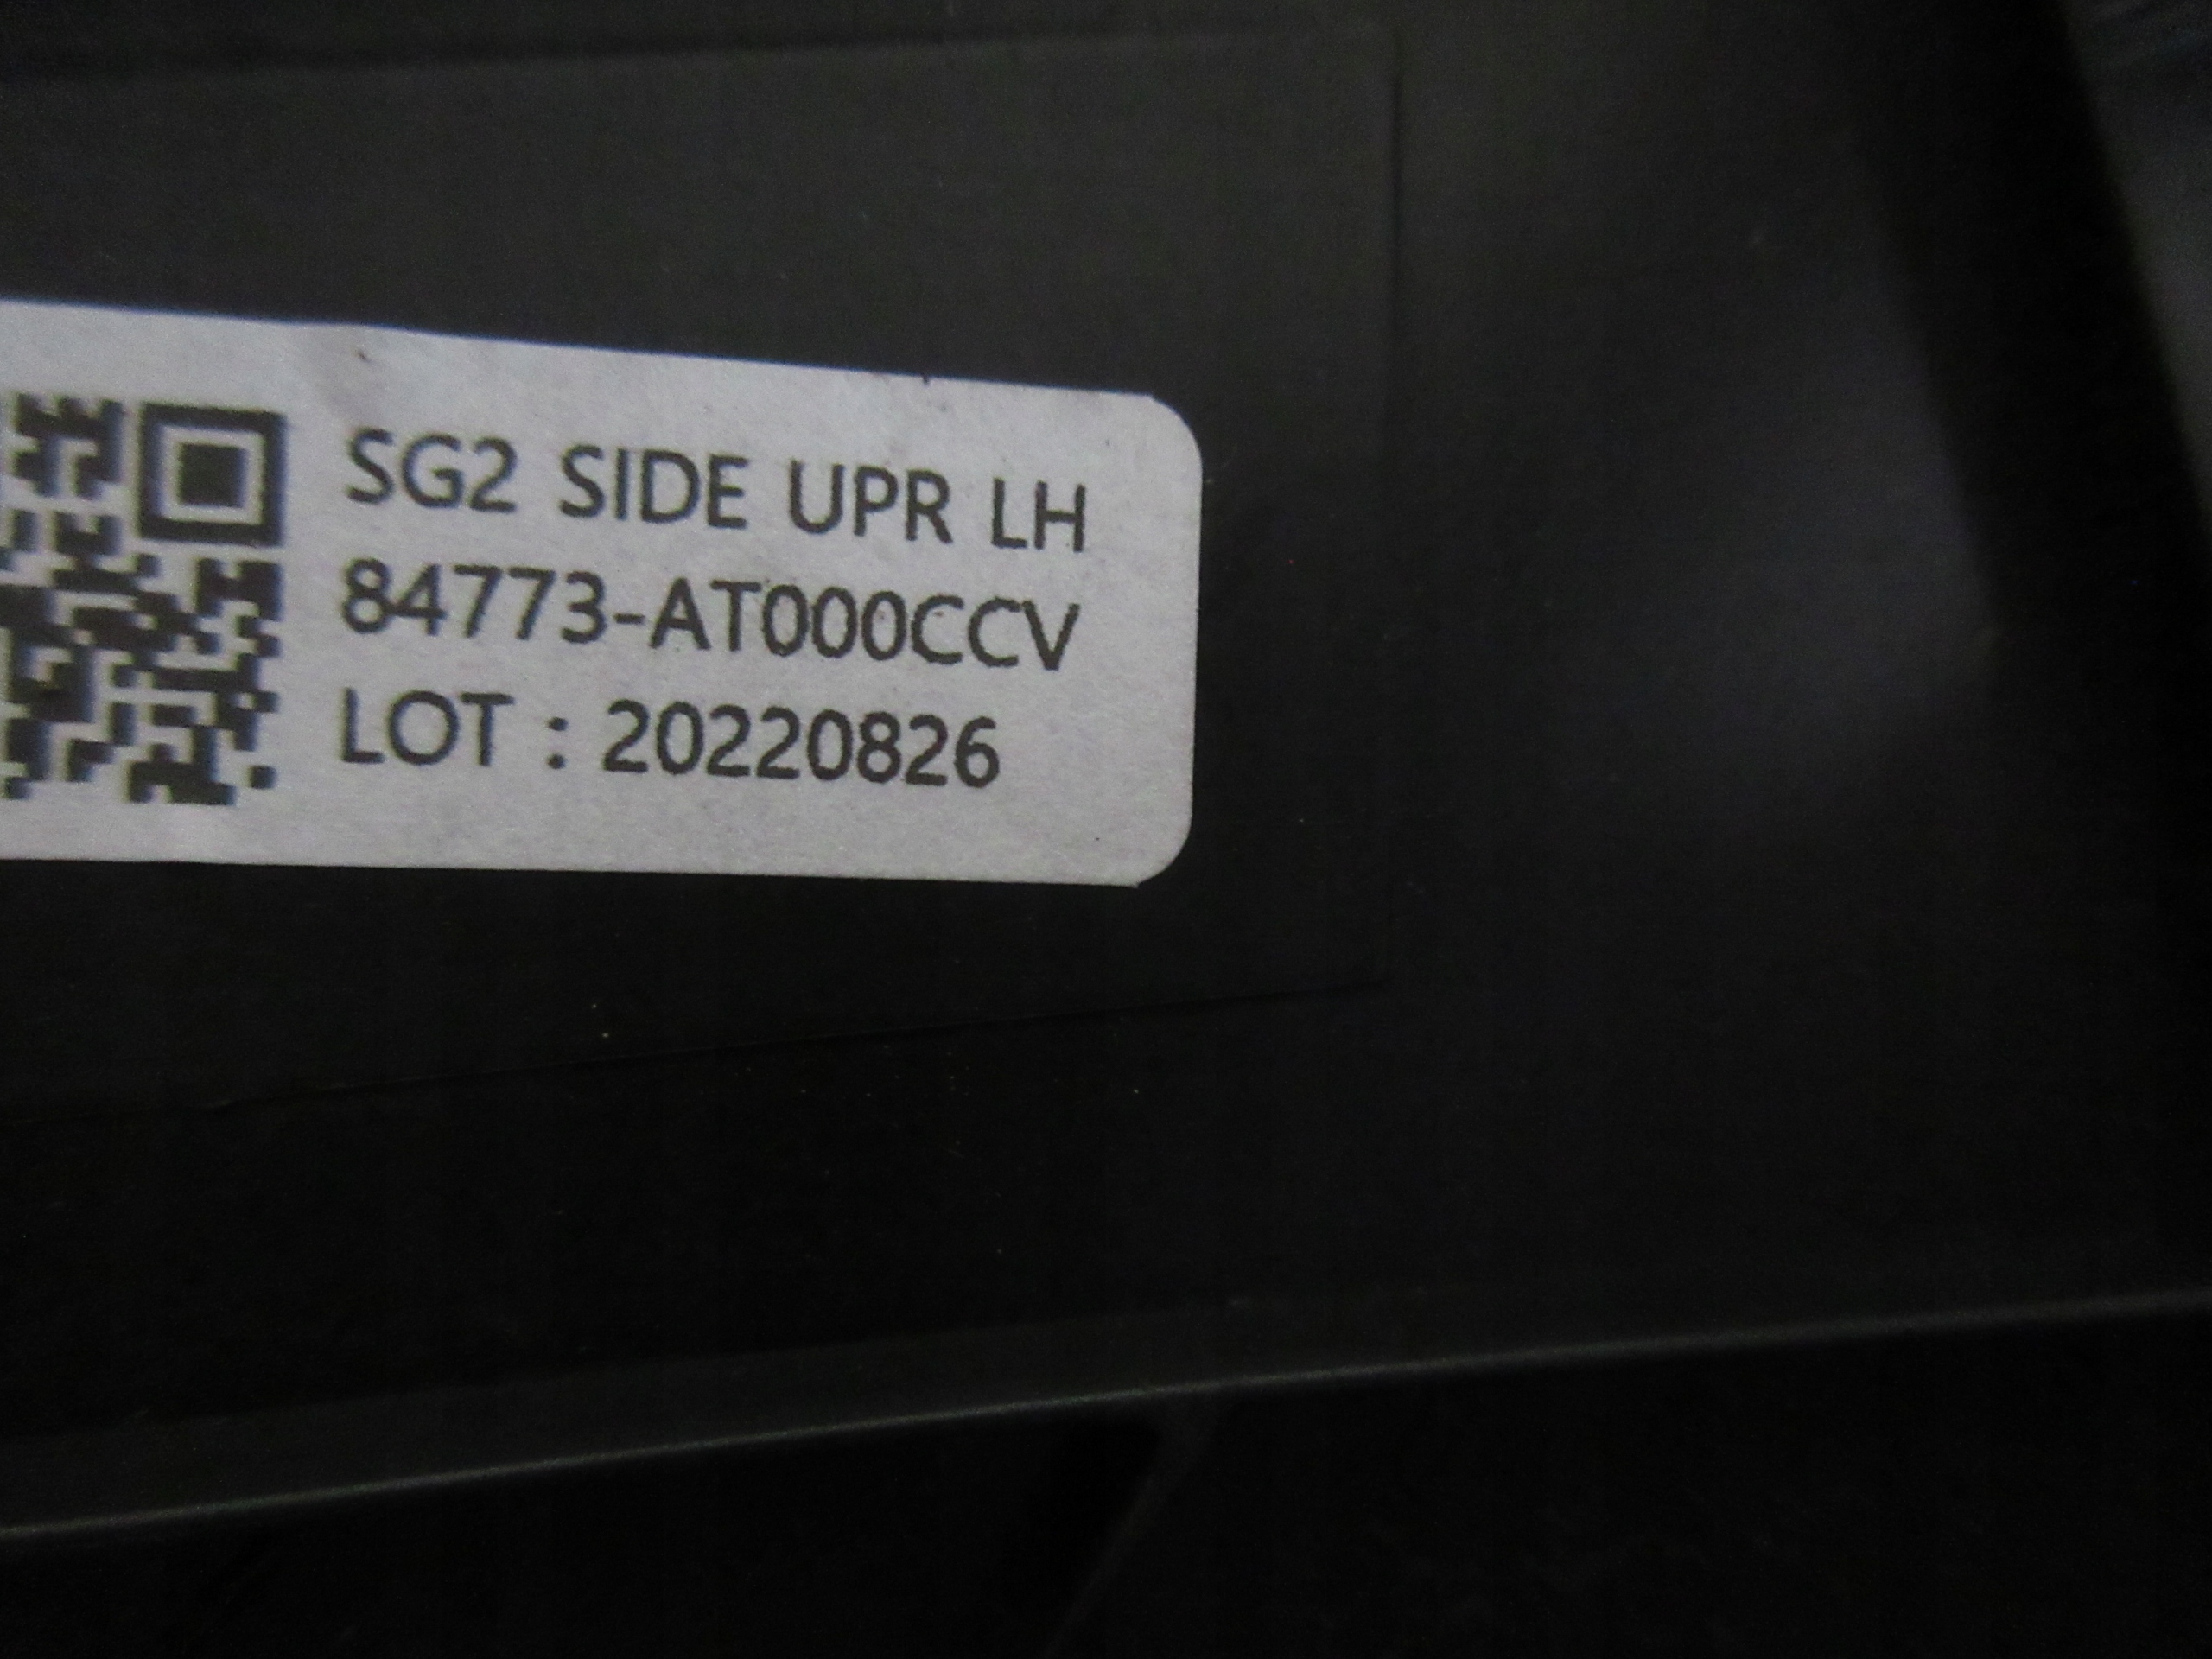 SG2 SIDE UPR LH
84773-AT000CCV
LOT : 20220826